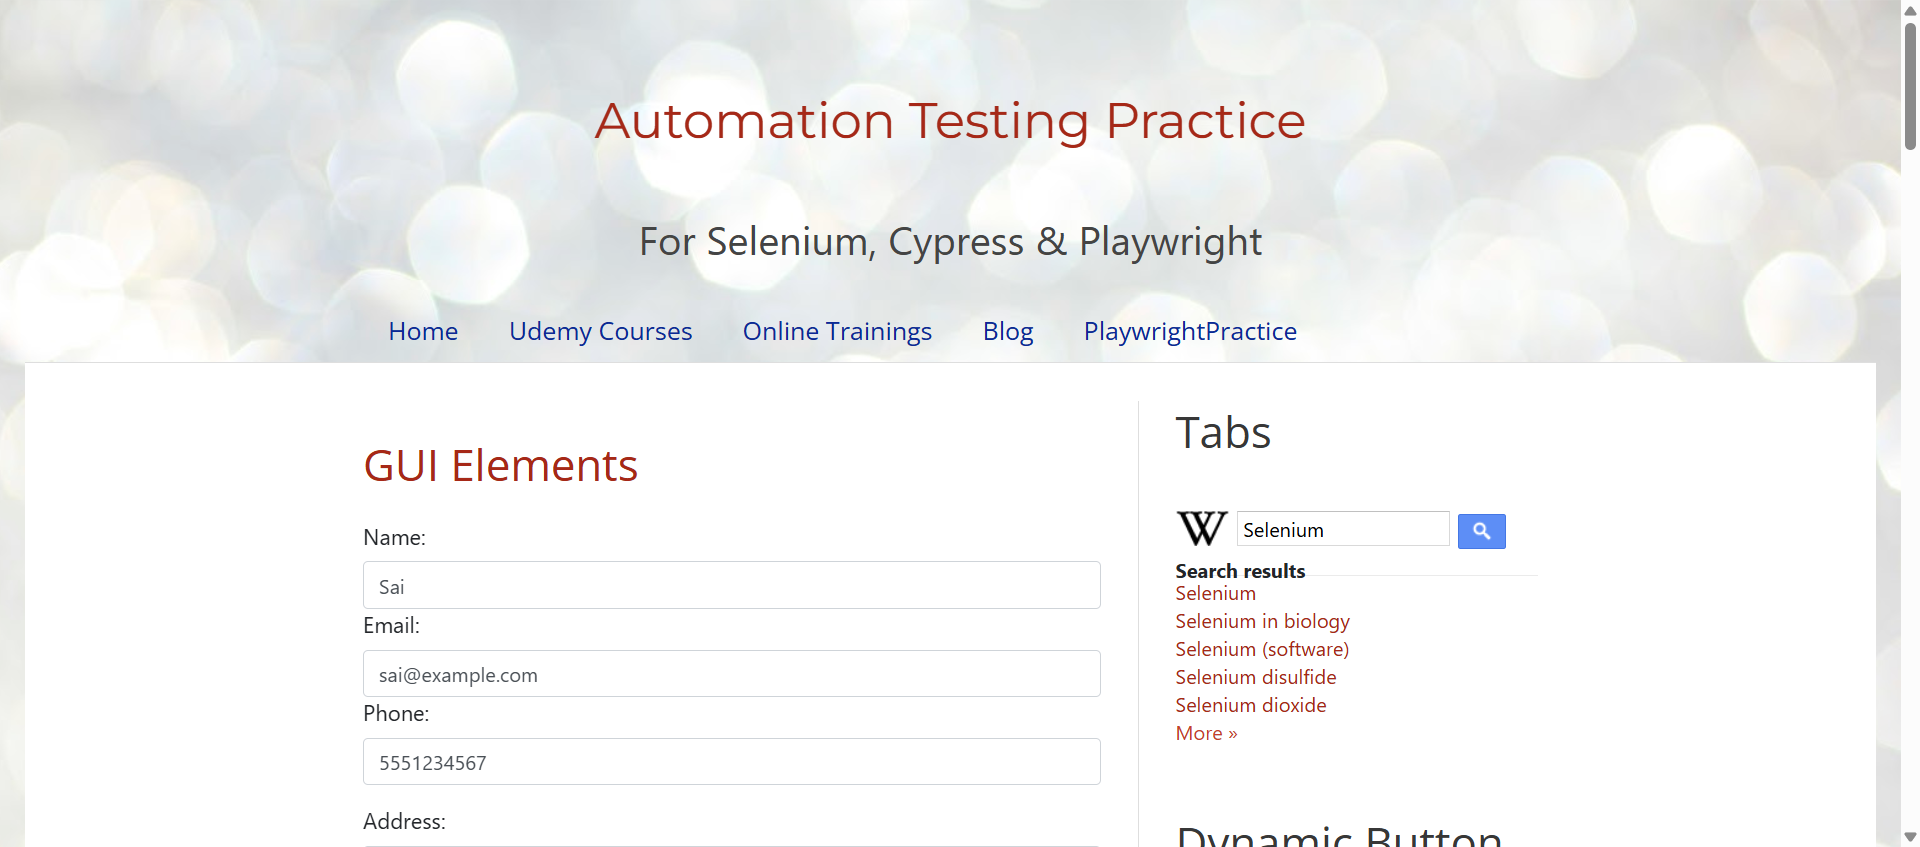 Automation Testing Practice
For Selenium, Cypress & Playwright
Home Udemy Courses Online Trainings Blog PlaywrightPractice
GUI Elements
Name:
Sai
Email:
sai@example.com
Phone:
5551234567
Address:
Tabs
W Selenium
Search results
Selenium
Selenium in biology
Selenium (software)
Selenium disulfide
Selenium dioxide
More »
Dynamic Button